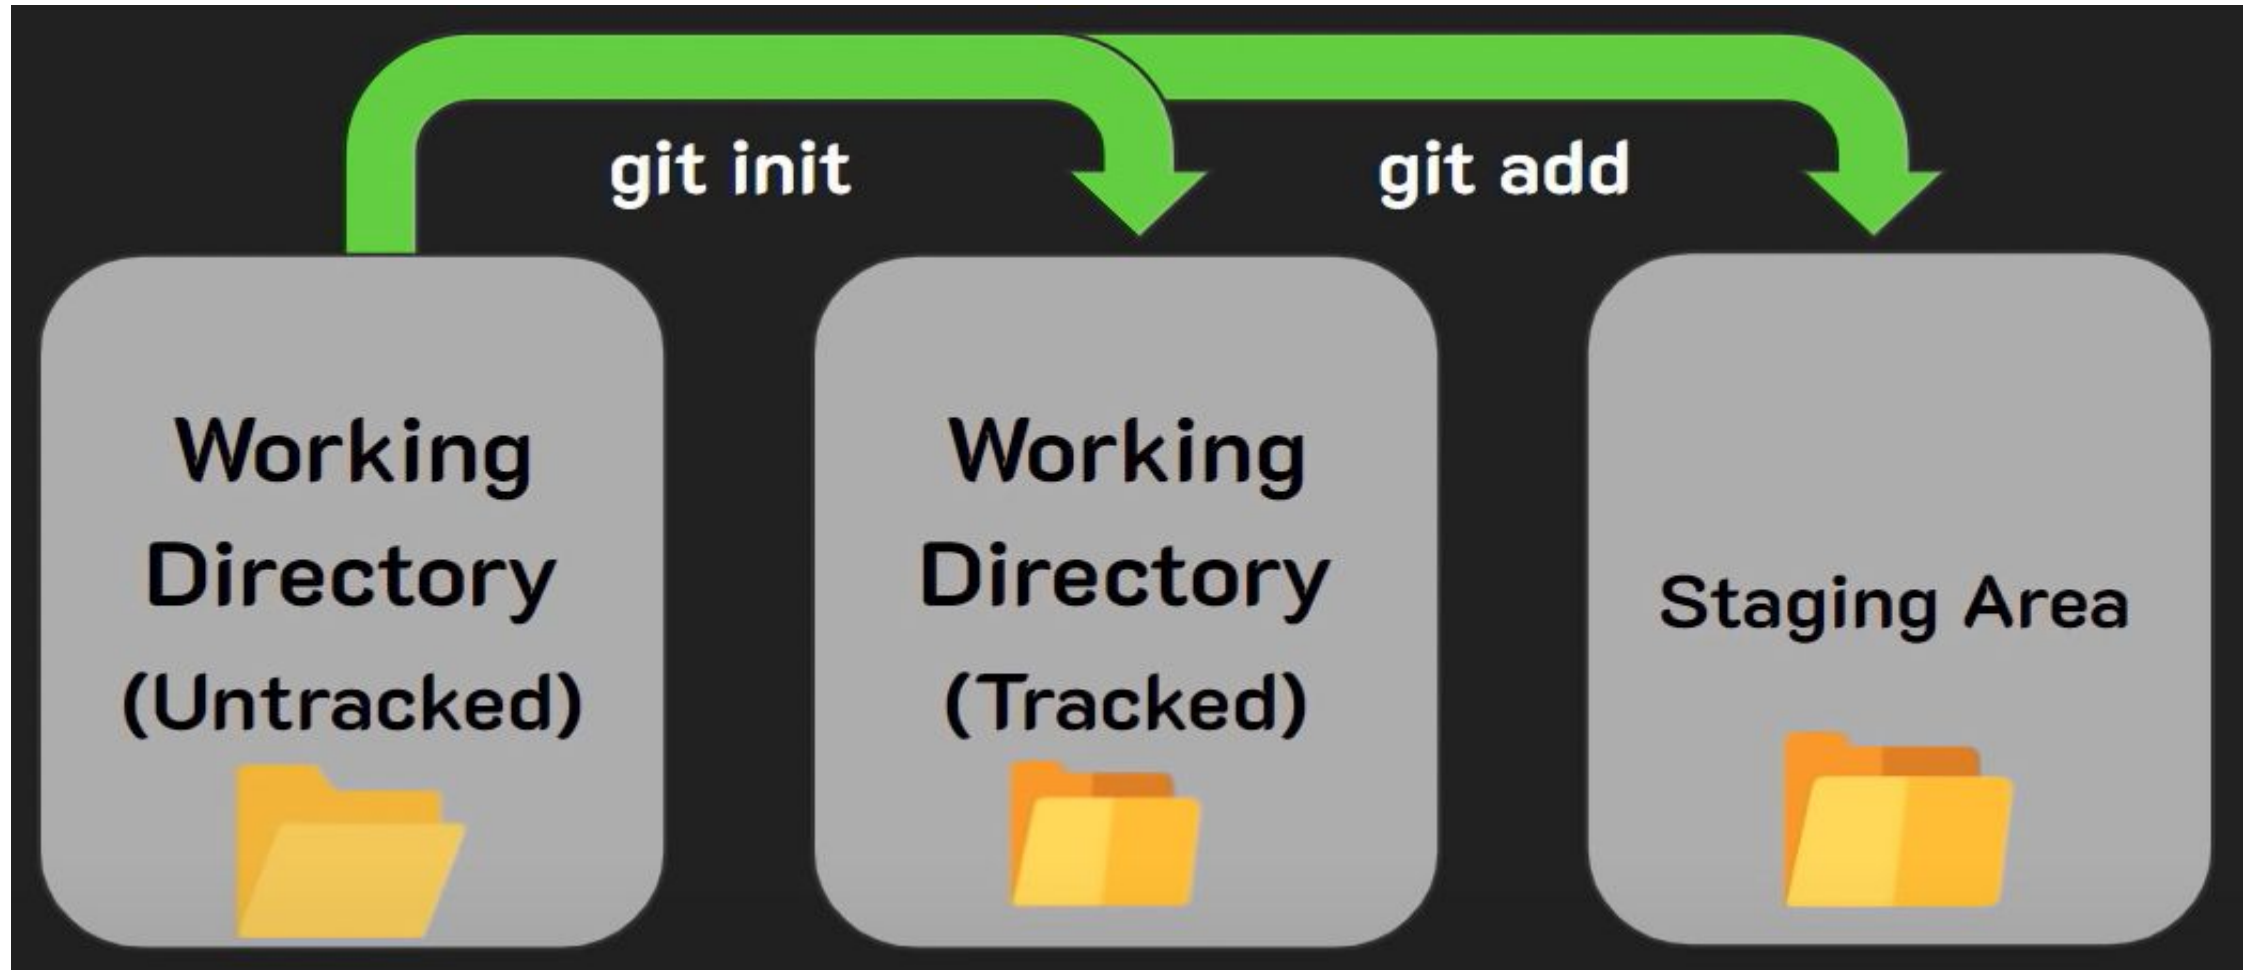 git init
git add
Working
Directory
(Untracked)
Working
Directory
(Tracked)
Staging Area